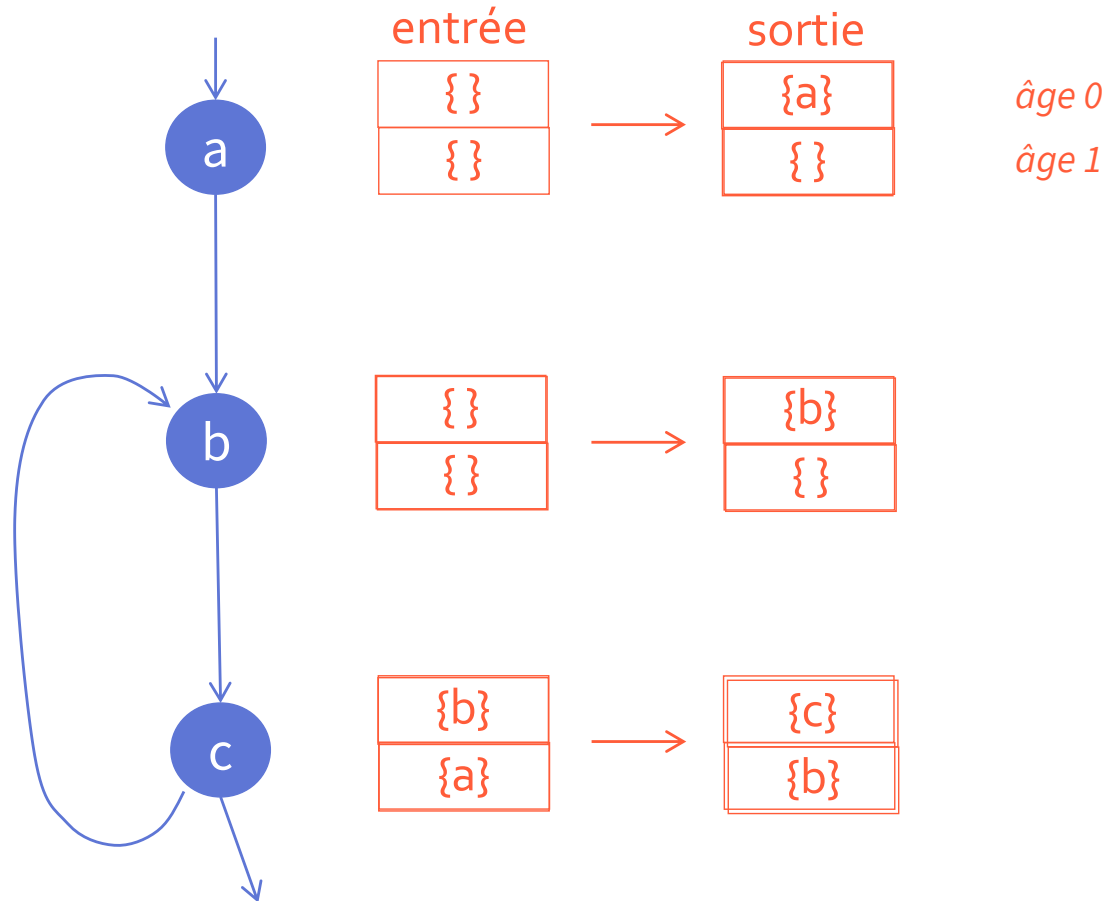 entrée sortie
a { } {a} âge 0
{ } { } âge 1
b { } {b}
{ } { }
c {b} {c}
{a} {b}